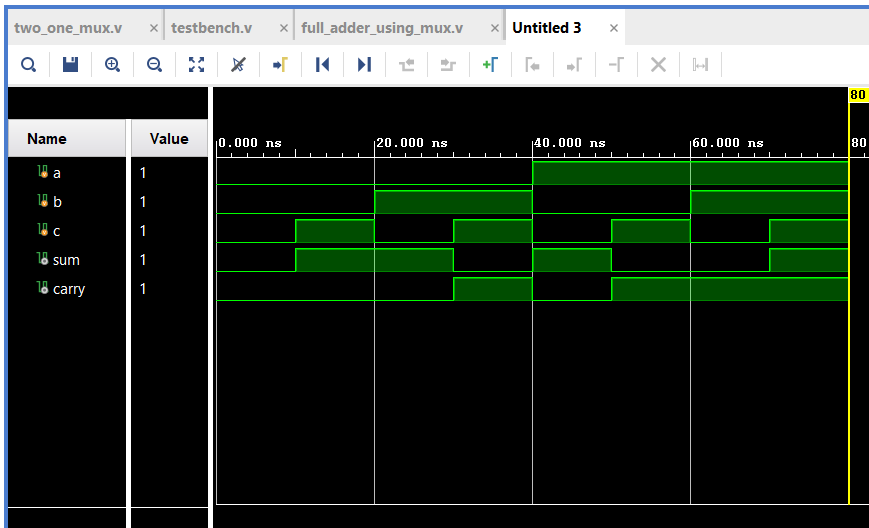 two_one_mux.v × testbench.v × full_adder_using_mux.v × Untitled 3 ×
80
Name Value
0.000 ns 20.000 ns 40.000 ns 60.000 ns 80
a 1
b 1
c 1
sum 1
carry 1